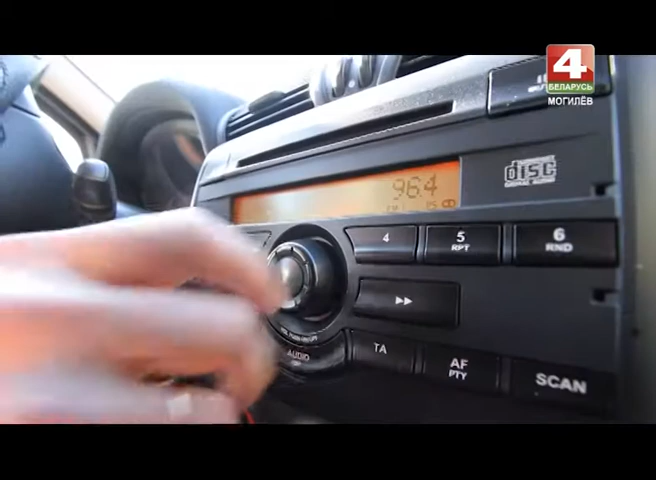 4
БЕЛАРУСЬ
МОГИЛЁВ
disc
96.4
4
5
RPT
6
RND
AUDIO
TA
AF
PTY
SCAN